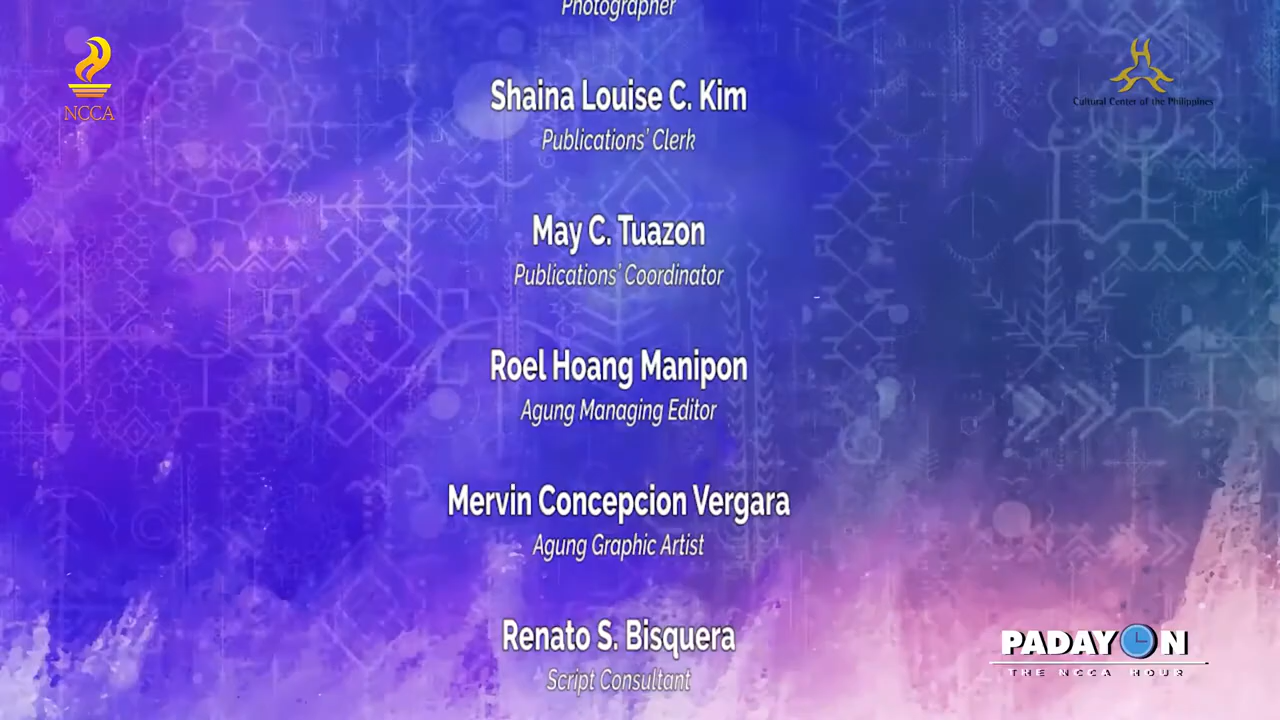 Photographer
NCCA
Cultural Center of the Philippines
Shaina Louise C. Kim
Publications' Clerk
May C. Tuazon
Publications' Coordinator
Roel Hoang Manipon
Agung Managing Editor
Mervin Concepcion Vergara
Agung Graphic Artist
Renato S. Bisquera
Script Consultant
PADAYON
THE NCCA HOUR